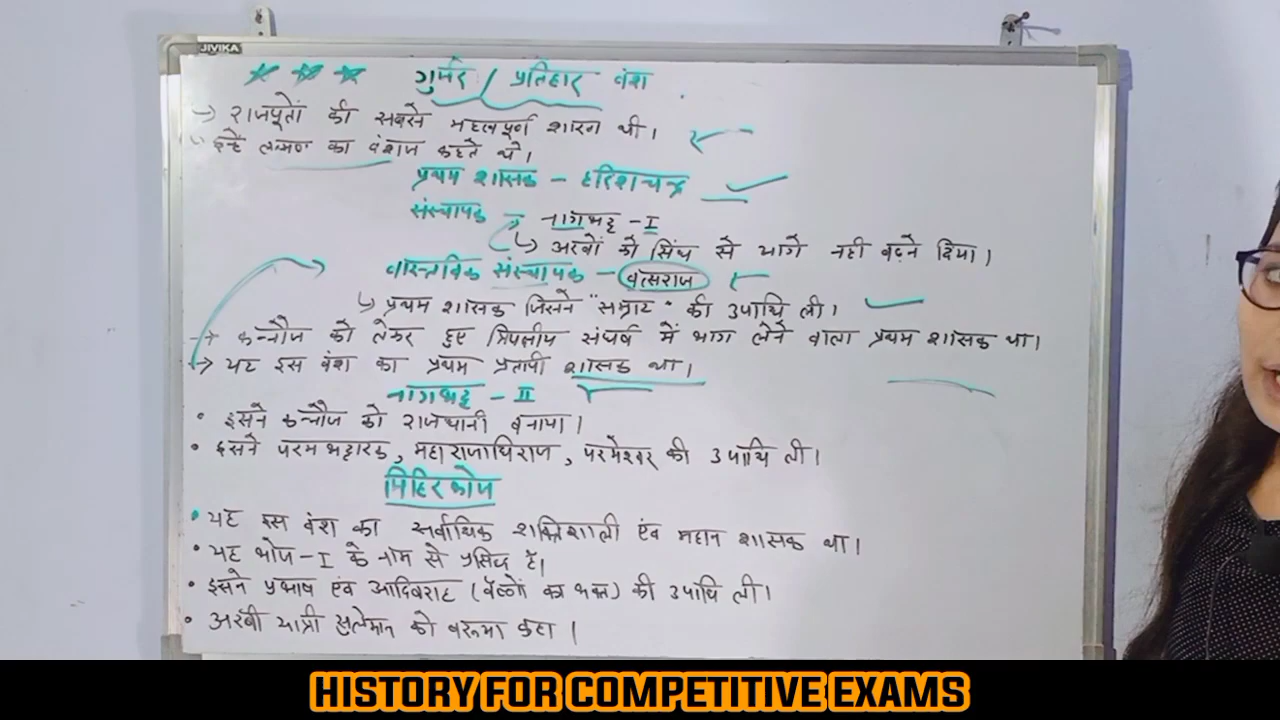 JIVIKA
गुर्जर / प्रतिहार वंश
→ राजपूतों की सबसे महत्वपूर्ण शाखा थी।
इन्हें लक्ष्मण का वंशज कहते थे।
प्रथम शासक - हरिशचन्द्र
संस्थापक - नागभट्ट - I
↳ अरबों को सिंध से आगे नही बढ़ने दिया।
वास्तविक संस्थापक - वत्सराज
↳ प्रथम शासक जिसने "सम्राट" की उपाधि ली।
→ कन्नौज को लेकर हुए त्रिपक्षीय संघर्ष में भाग लेने वाला प्रथम शासक था।
→ यह इस वंश का प्रथम प्रतापी शासक था।
नागभट्ट - II
• इसने कन्नौज को राजधानी बनाया।
• इसने परमभट्टारक, महाराजाधिराज, परमेश्वर की उपाधि ली।
मिहिरभोज
• यह इस वंश का सर्वाधिक शक्तिशाली एंव महान शासक था।
• यह भोज - I के नाम से प्रसिद्ध है।
• इसने प्रभाष एवं आदिवराह ( का भक्त) की उपाधि ली।
• अरबी यात्री सुलेमान को बरूआ कहा।
HISTORY FOR COMPETITIVE EXAMS